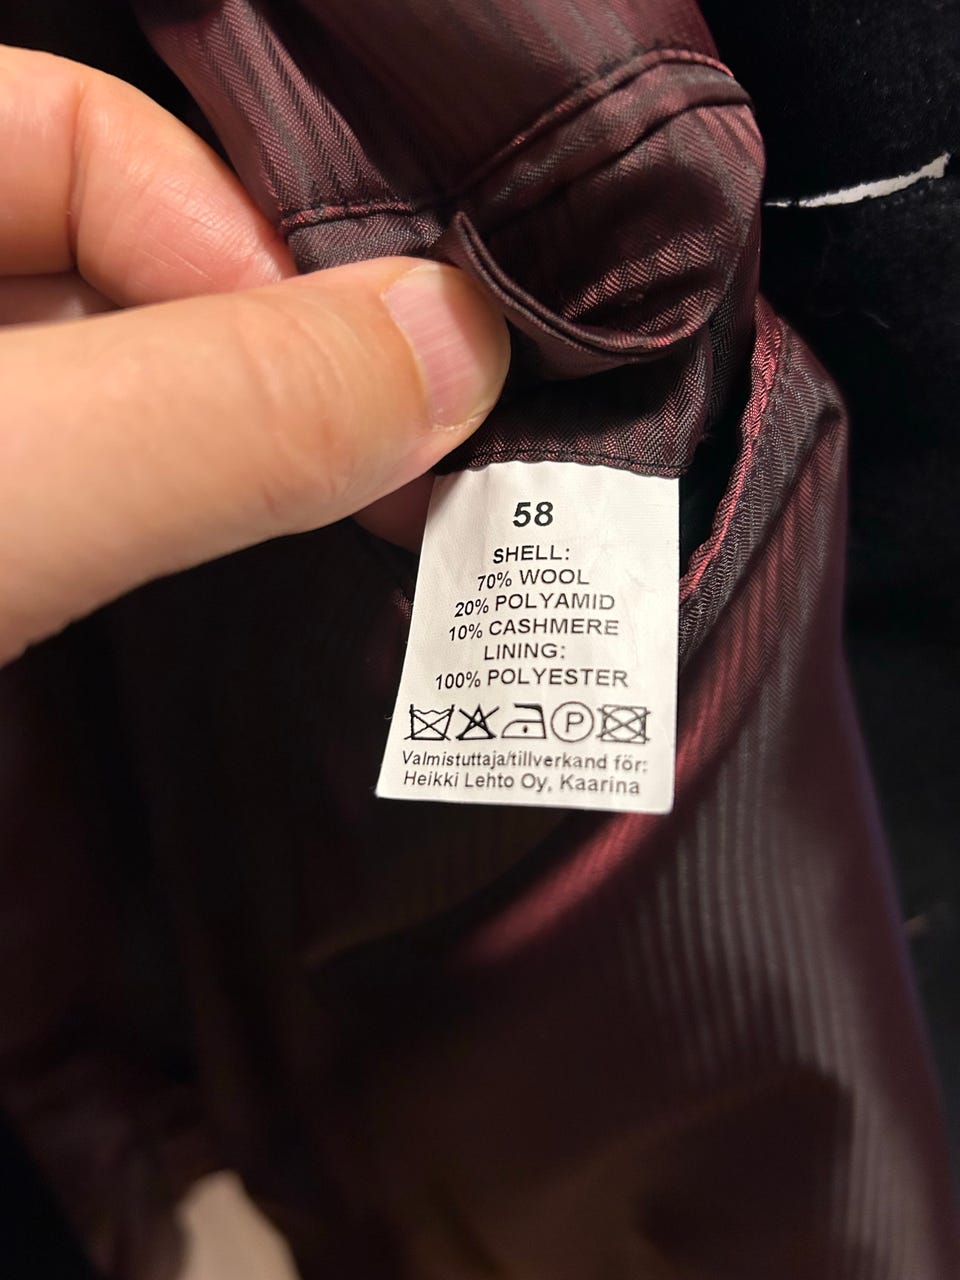 58
SHELL:
70% WOOL
20% POLYAMID
10% CASHMERE
LINING:
100% POLYESTER
P
Valmistuttaja/tillverkand för:
Heikki Lehto Oy, Kaarina